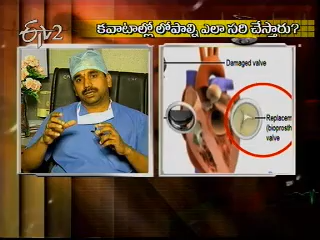 ETV2
కవాటాల్లో లోపాల్ని ఎలా సరి చేస్తారు?
Damaged valve
Replacem
(bioprosth
valve